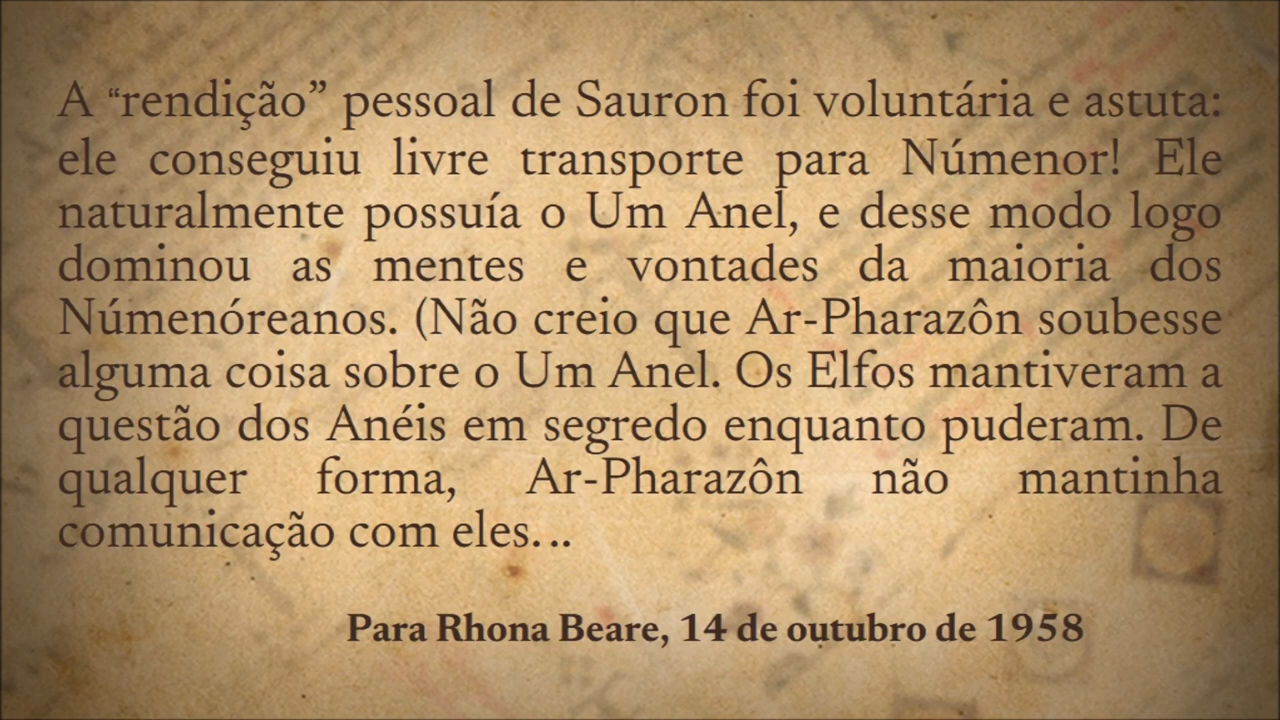 A “rendição” pessoal de Sauron foi voluntária e astuta:
ele conseguiu livre transporte para Númenor! Ele
naturalmente possuía o Um Anel, e desse modo logo
dominou as mentes e vontades da maioria dos
Númenóreanos. (Não creio que Ar-Pharazôn soubesse
alguma coisa sobre o Um Anel. Os Elfos mantiveram a
questão dos Anéis em segredo enquanto puderam. De
qualquer forma, Ar-Pharazôn não mantinha
comunicação com eles...
Para Rhona Beare, 14 de outubro de 1958